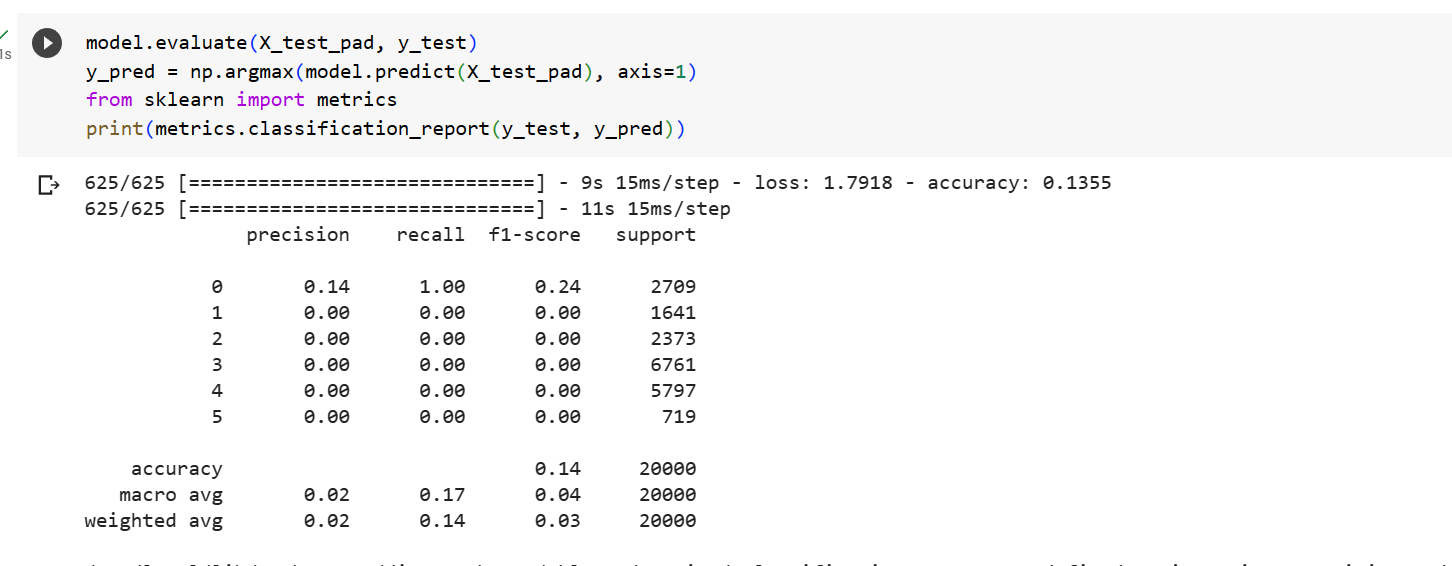 model.evaluate(X_test_pad, y_test)
1s
y_pred = np.argmax(model.predict(X_test_pad), axis=1)
from sklearn import metrics
print(metrics.classification_report(y_test, y_pred))
625/625 [==============================] - 9s 15ms/step - loss: 1.7918 - accuracy: 0.1355
625/625 [==============================] - 11s 15ms/step
precision recall f1-score support
0 0.14 1.00 0.24 2709
1 0.00 0.00 0.00 1641
2 0.00 0.00 0.00 2373
3 0.00 0.00 0.00 6761
4 0.00 0.00 0.00 5797
5 0.00 0.00 0.00 719
accuracy 0.14 20000
macro avg 0.02 0.17 0.04 20000
weighted avg 0.02 0.14 0.03 20000